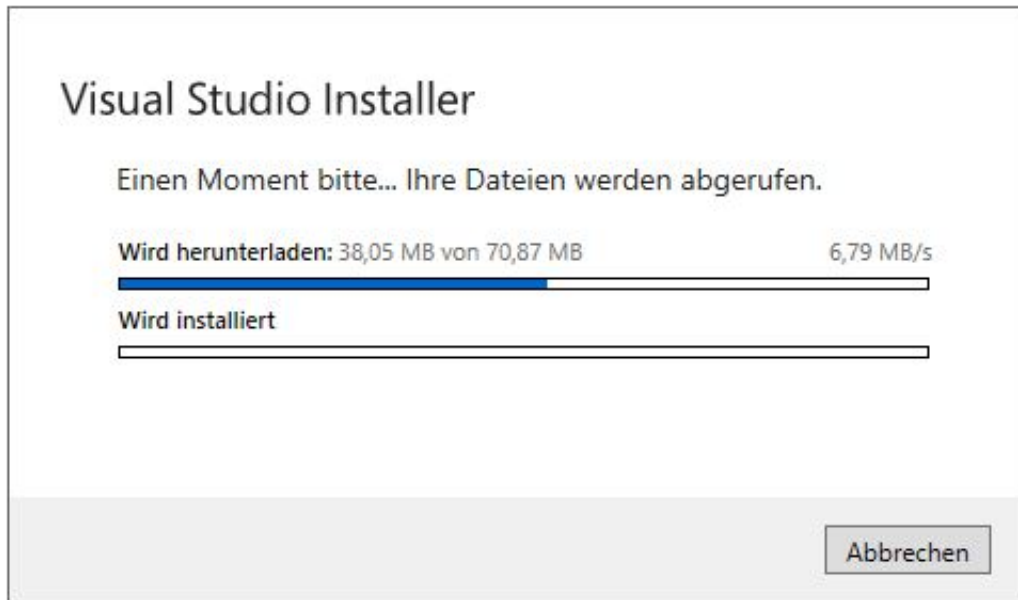 Visual Studio Installer
Einen Moment bitte... Ihre Dateien werden abgerufen.
Wird herunterladen: 38,05 MB von 70,87 MB 6,79 MB/s
Wird installiert
Abbrechen